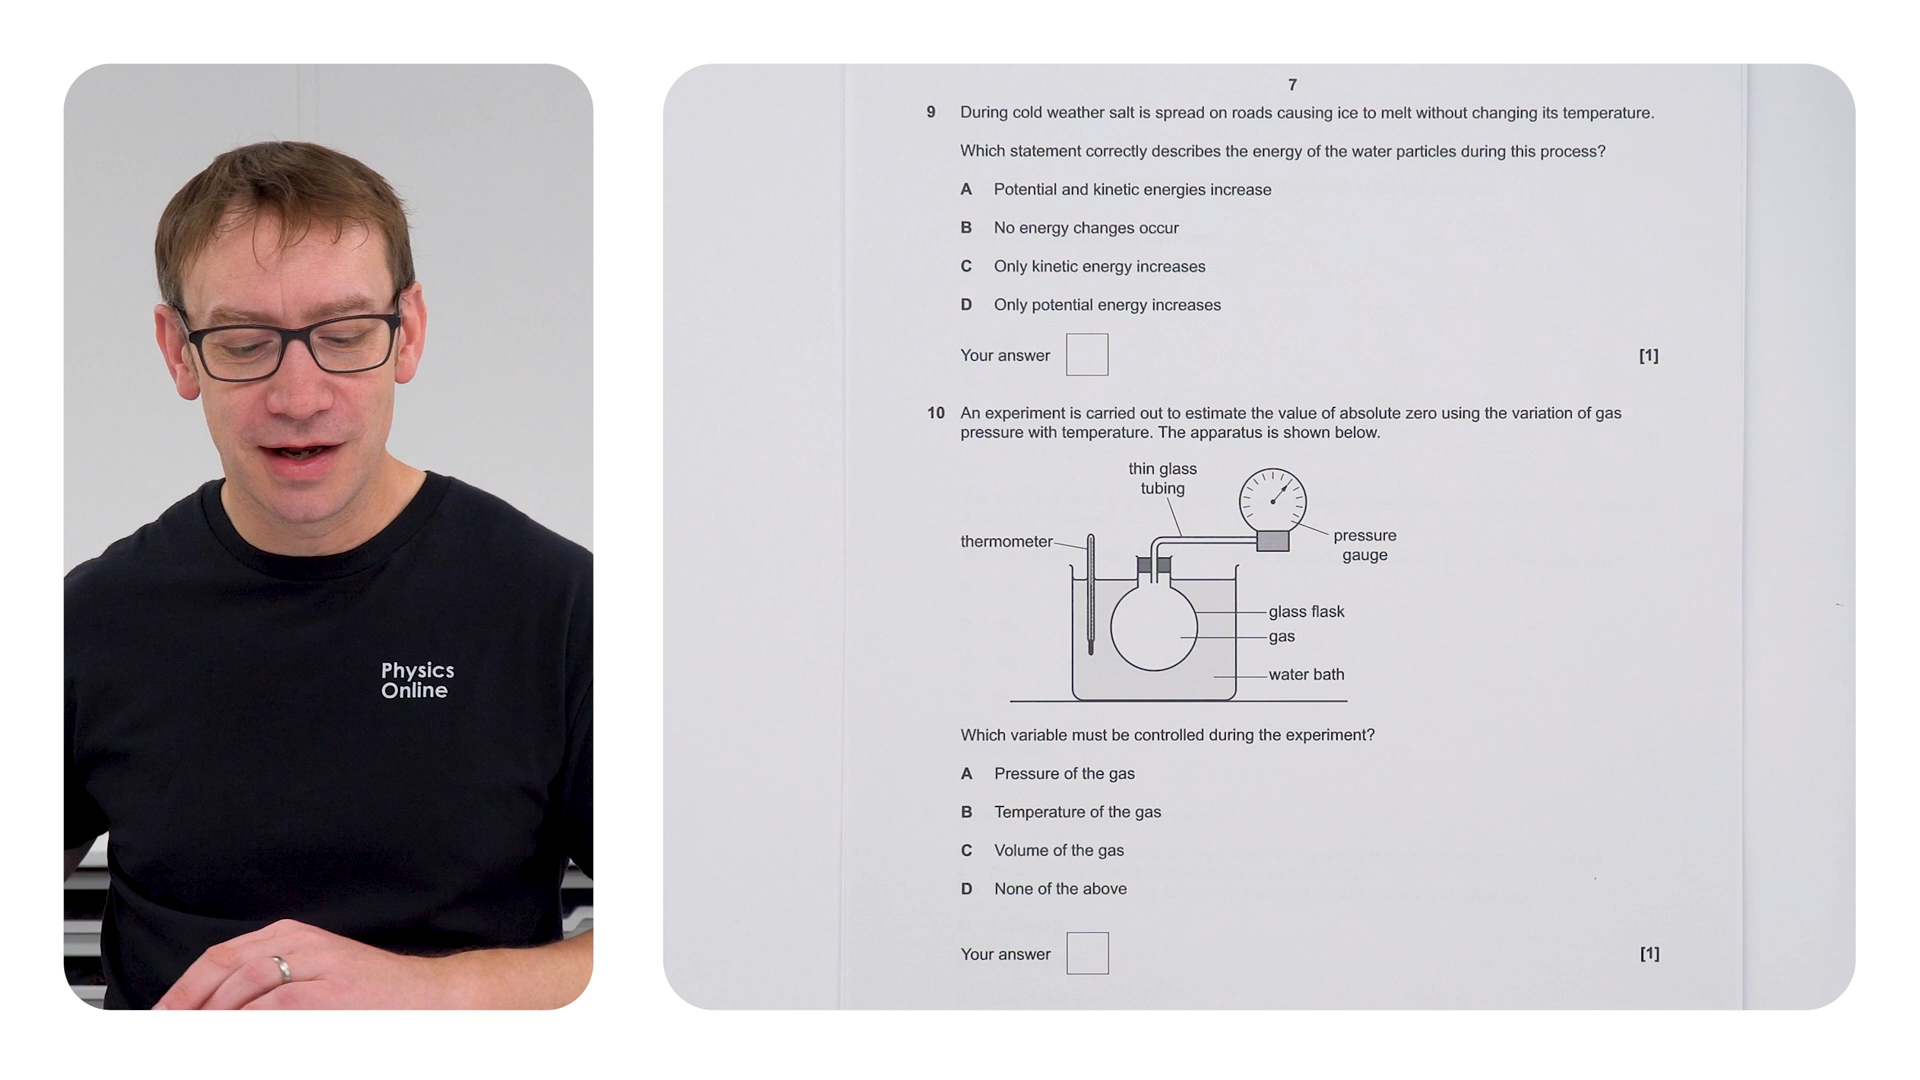 Physics
Online
7
9 During cold weather salt is spread on roads causing ice to melt without changing its temperature.
Which statement correctly describes the energy of the water particles during this process?
A Potential and kinetic energies increase
B No energy changes occur
C Only kinetic energy increases
D Only potential energy increases
Your answer [1]
10 An experiment is carried out to estimate the value of absolute zero using the variation of gas
pressure with temperature. The apparatus is shown below.
thin glass
tubing
thermometer
pressure
gauge
glass flask
gas
water bath
Which variable must be controlled during the experiment?
A Pressure of the gas
B Temperature of the gas
C Volume of the gas
D None of the above
Your answer [1]